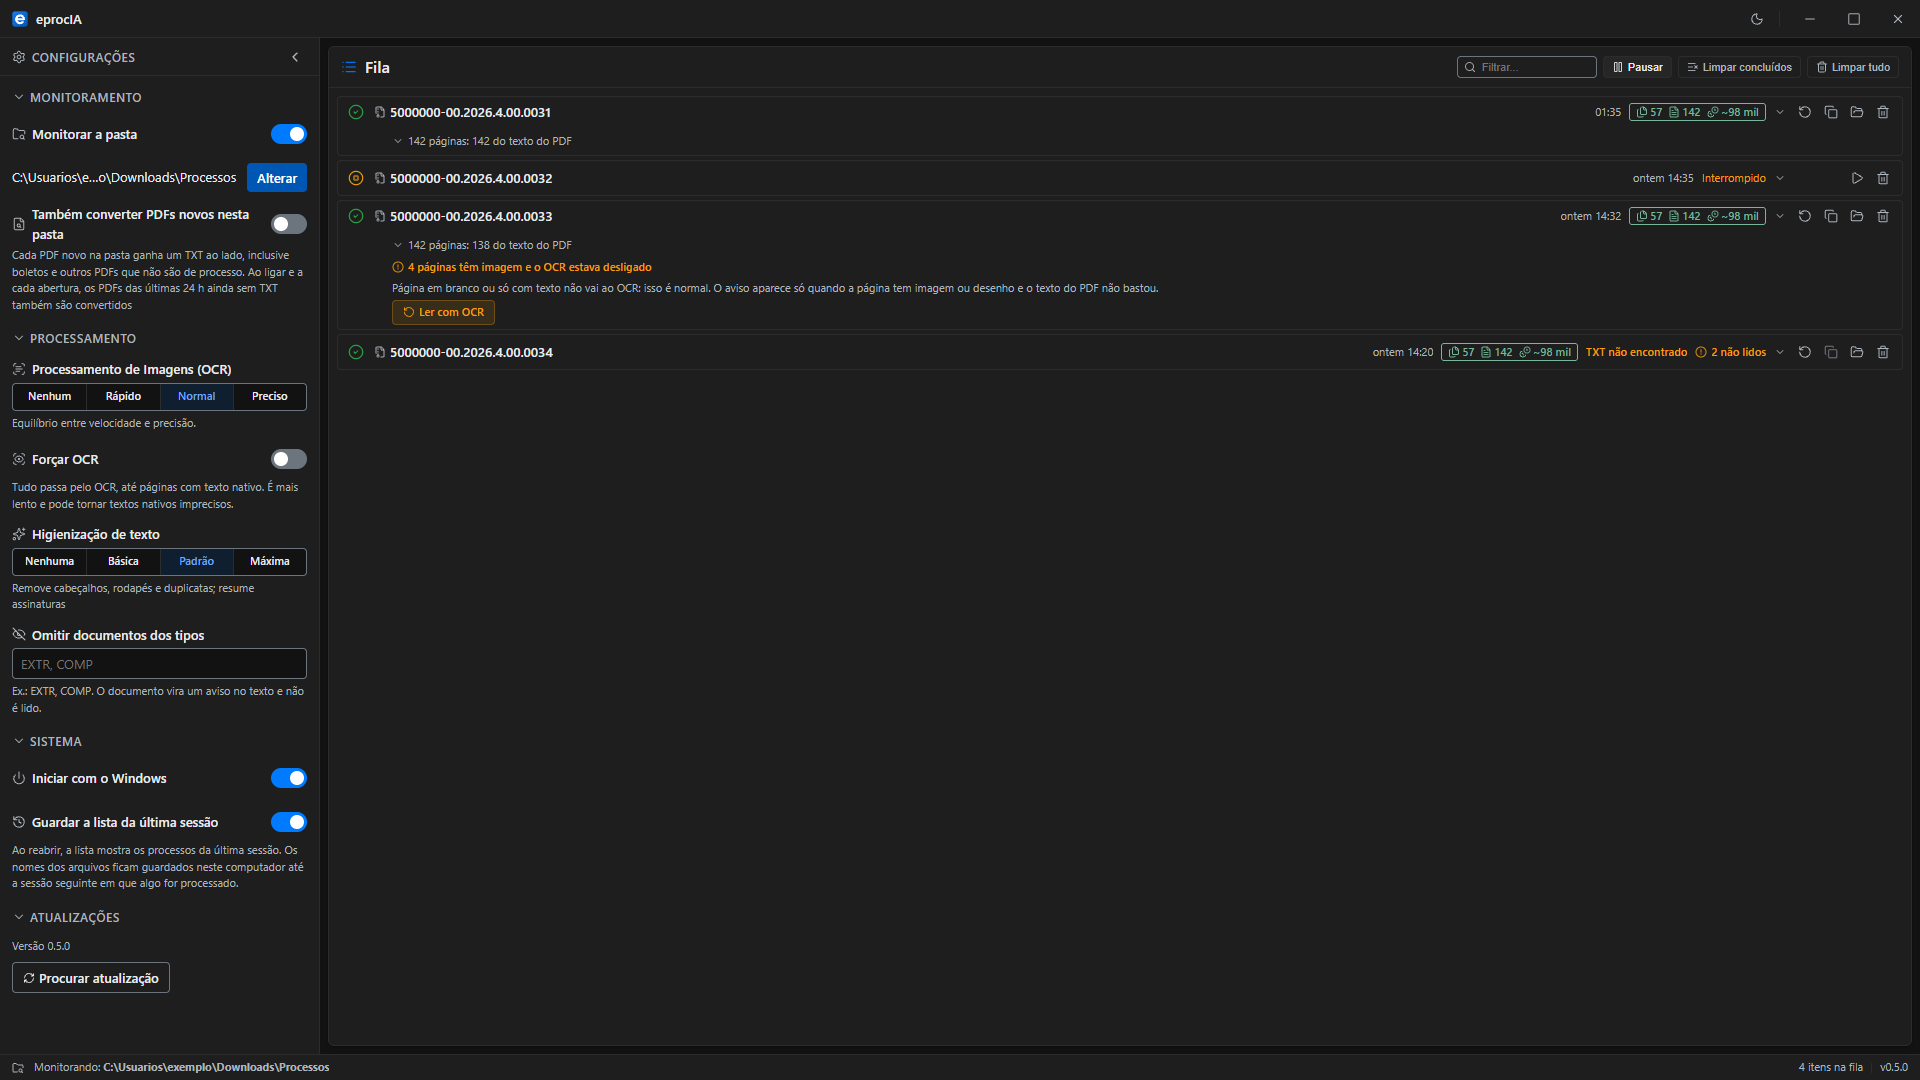 eprocIA
CONFIGURAÇÕES
MONITORAMENTO
Monitorar a pasta
C:\Usuarios\e...o\Downloads\Processos
Alterar
Também converter PDFs novos nesta
pasta
Cada PDF novo na pasta ganha um TXT ao lado, inclusive
boletos e outros PDFs que não são de processo. Ao ligar e a
cada abertura, os PDFs das últimas 24 h ainda sem TXT
também são convertidos
PROCESSAMENTO
Processamento de Imagens (OCR)
Nenhum Rápido Normal Preciso
Equilíbrio entre velocidade e precisão.
Forçar OCR
Tudo passa pelo OCR, até páginas com texto nativo. É mais
lento e pode tornar textos nativos imprecisos.
Higienização de texto
Nenhuma Básica Padrão Máxima
Remove cabeçalhos, rodapés e duplicatas; resume
assinaturas
Omitir documentos dos tipos
EXTR, COMP
Ex.: EXTR, COMP. O documento vira um aviso no texto e não
é lido.
SISTEMA
Iniciar com o Windows
Guardar a lista da última sessão
Ao reabrir, a lista mostra os processos da última sessão. Os
nomes dos arquivos ficam guardados neste computador até
a sessão seguinte em que algo for processado.
ATUALIZAÇÕES
Versão 0.5.0
Procurar atualização
Fila
Filtrar... Pausar Limpar concluídos Limpar tudo
5000000-00.2026.4.00.0031 01:35 57 142 ~98 mil
142 páginas: 142 do texto do PDF
5000000-00.2026.4.00.0032 ontem 14:35 Interrompido
5000000-00.2026.4.00.0033 ontem 14:32 57 142 ~98 mil
142 páginas: 138 do texto do PDF
4 páginas têm imagem e o OCR estava desligado
Página em branco ou só com texto não vai ao OCR: isso é normal. O aviso aparece só quando a página tem imagem ou desenho e o texto do PDF não bastou.
Ler com OCR
5000000-00.2026.4.00.0034 ontem 14:20 57 142 ~98 mil TXT não encontrado 2 não lidos
Monitorando: C:\Usuarios\exemplo\Downloads\Processos
4 itens na fila v0.5.0